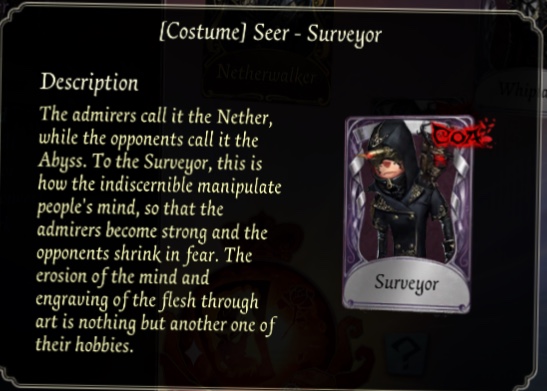 [Costume] Seer - Surveyor
Netherwalker
Description
The admirers call it the Nether,
while the opponents call it the
Abyss. To the Surveyor, this is
how the indiscernible manipulate
people's mind, so that the
admirers become strong and the
opponents shrink in fear. The
erosion of the mind and
engraving of the flesh through
art is nothing but another one of
their hobbies.
COA
Surveyor
?